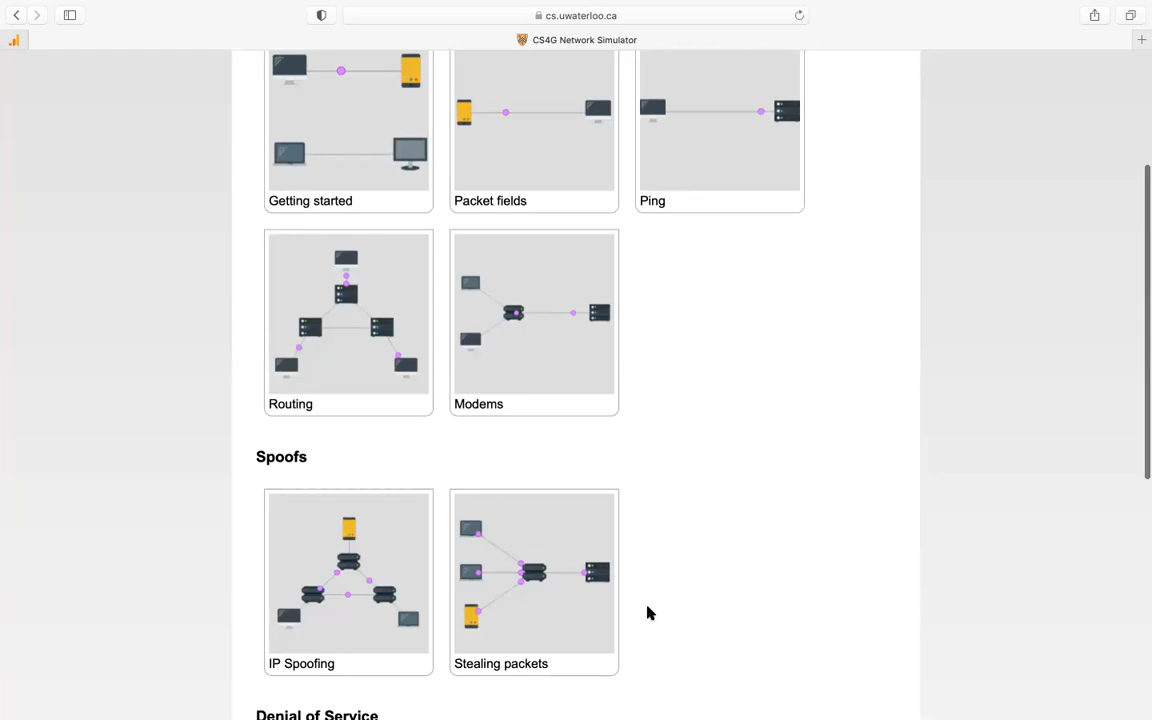 cs.uwaterloo.ca
CS4G Network Simulator
Getting started
Packet fields
Ping
Routing
Modems
Spoofs
IP Spoofing
Stealing packets
Denial of Service